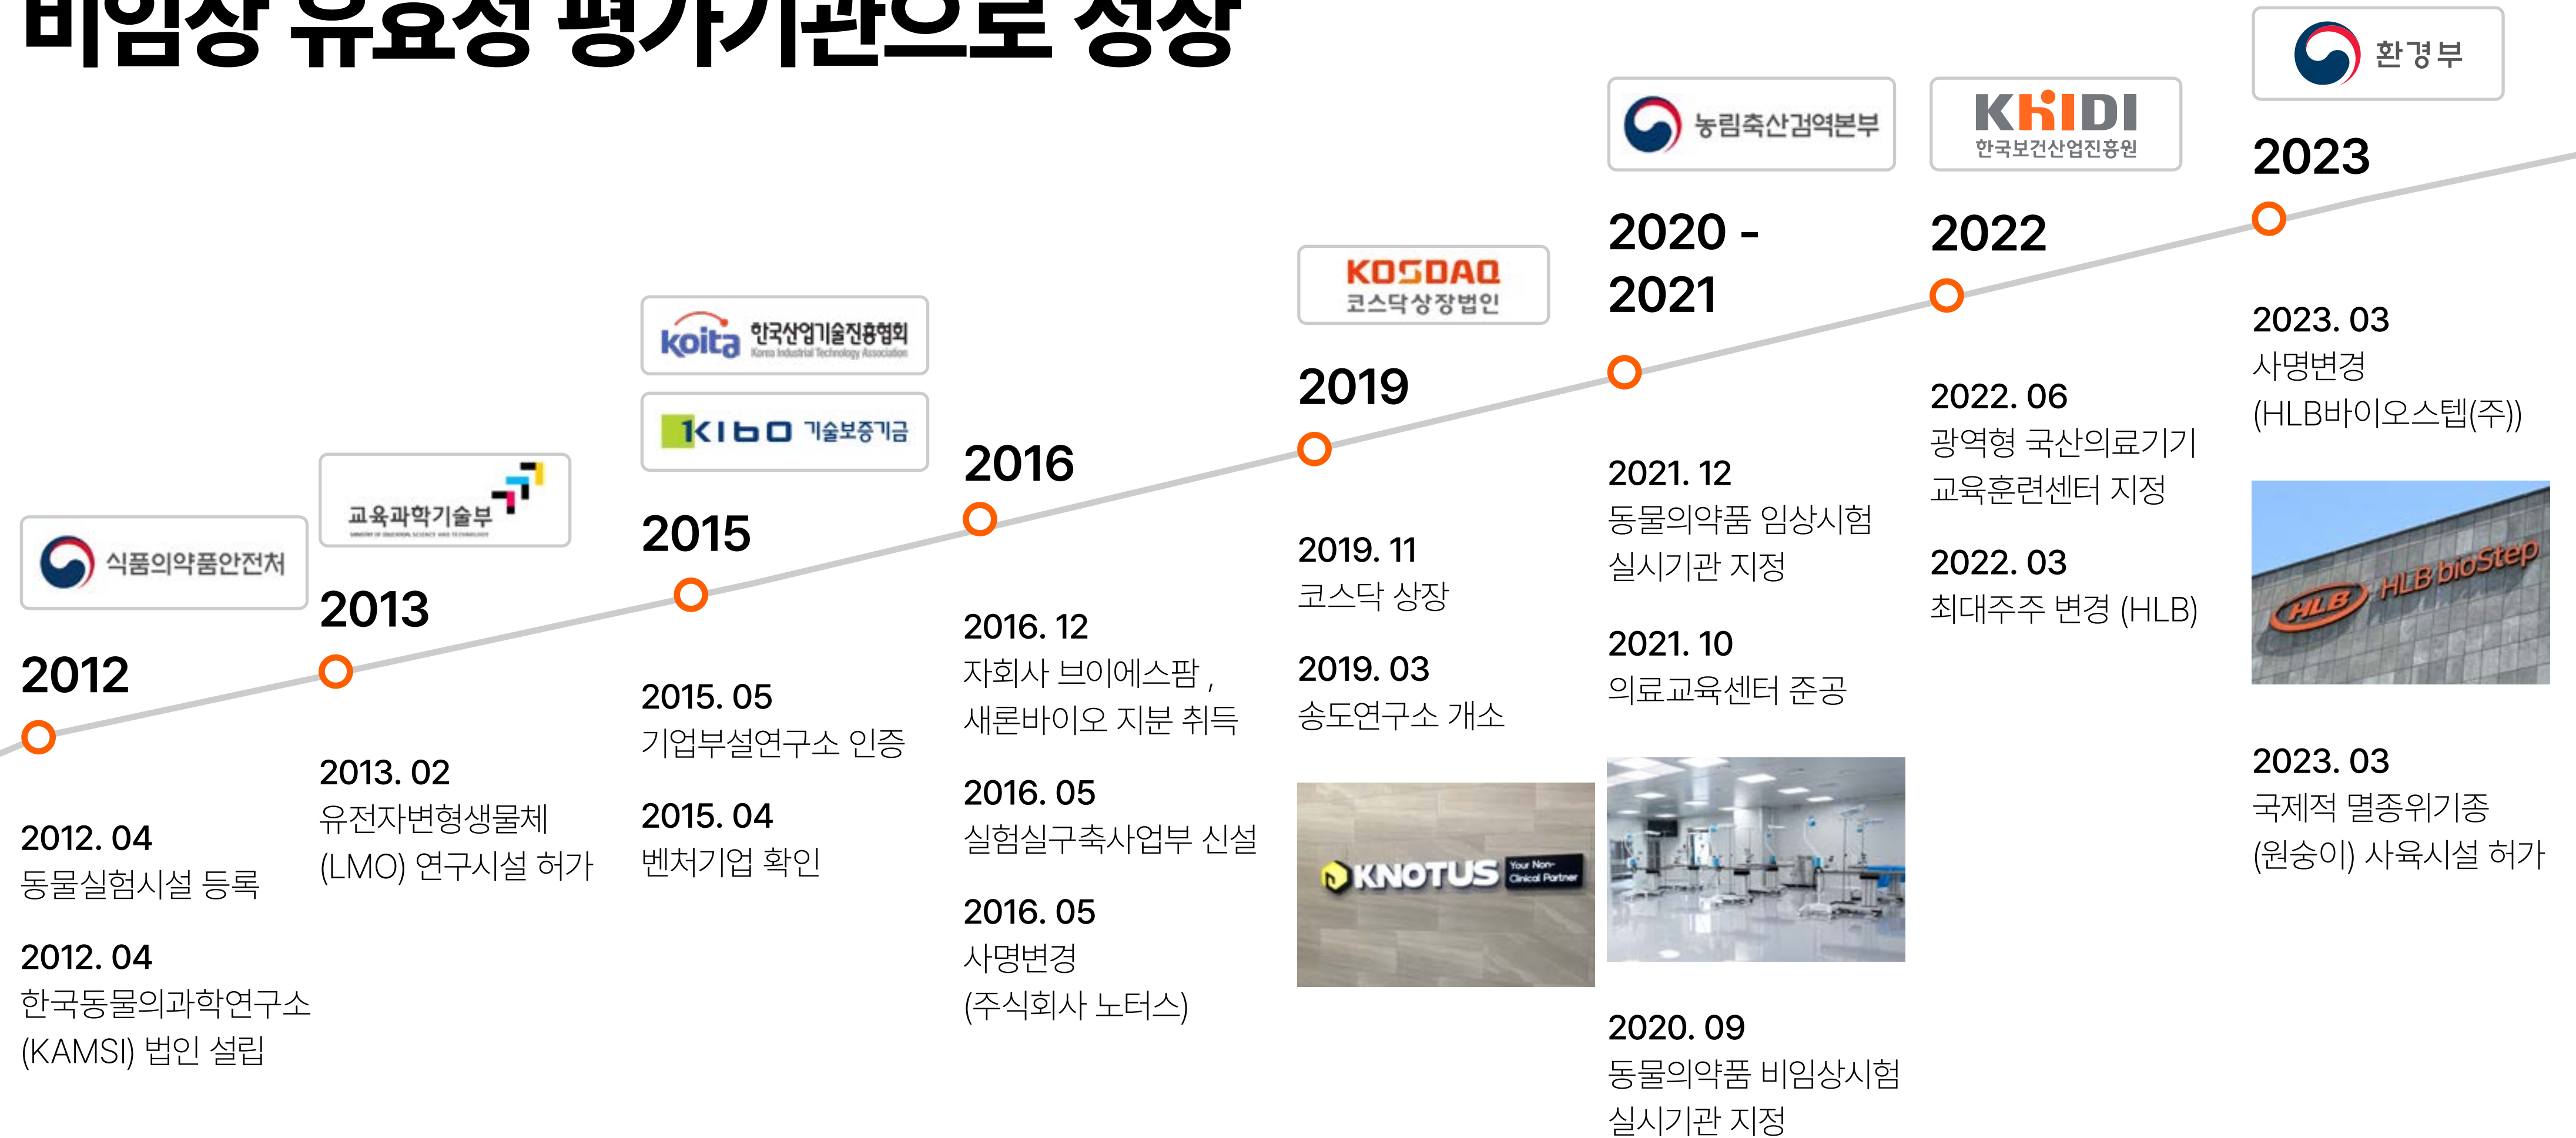 비임상 유효성 평가기관으로 성장
식품의약품안전처
2012
2012. 04
동물실험시설 등록
2012. 04
한국동물의과학연구소
(KAMSI) 법인 설립
교육과학기술부
MINISTRY OF EDUCATION, SCIENCE AND TECHNOLOGY
2013
2013. 02
유전자변형생물체
(LMO) 연구시설 허가
koita 한국산업기술진흥협회
Korea Industrial Technology Association
KIBO 기술보증기금
2015
2015. 05
기업부설연구소 인증
2015. 04
벤처기업 확인
2016
2016. 12
자회사 브이에스팜 ,
새론바이오 지분 취득
2016. 05
실험실구축사업부 신설
2016. 05
사명변경
(주식회사 노터스)
KOSDAQ
코스닥상장법인
2019
2019. 11
코스닥 상장
2019. 03
송도연구소 개소
KNOTUS
Your Non-
Clinical Partner
농림축산검역본부
2020 -
2021
2021. 12
동물의약품 임상시험
실시기관 지정
2021. 10
의료교육센터 준공
2020. 09
동물의약품 비임상시험
실시기관 지정
KHIDI
한국보건산업진흥원
2022
2022. 06
광역형 국산의료기기
교육훈련센터 지정
2022. 03
최대주주 변경 (HLB)
환경부
2023
2023. 03
사명변경
(HLB바이오스텝(주))
HLB HLB bioStep
2023. 03
국제적 멸종위기종
(원숭이) 사육시설 허가